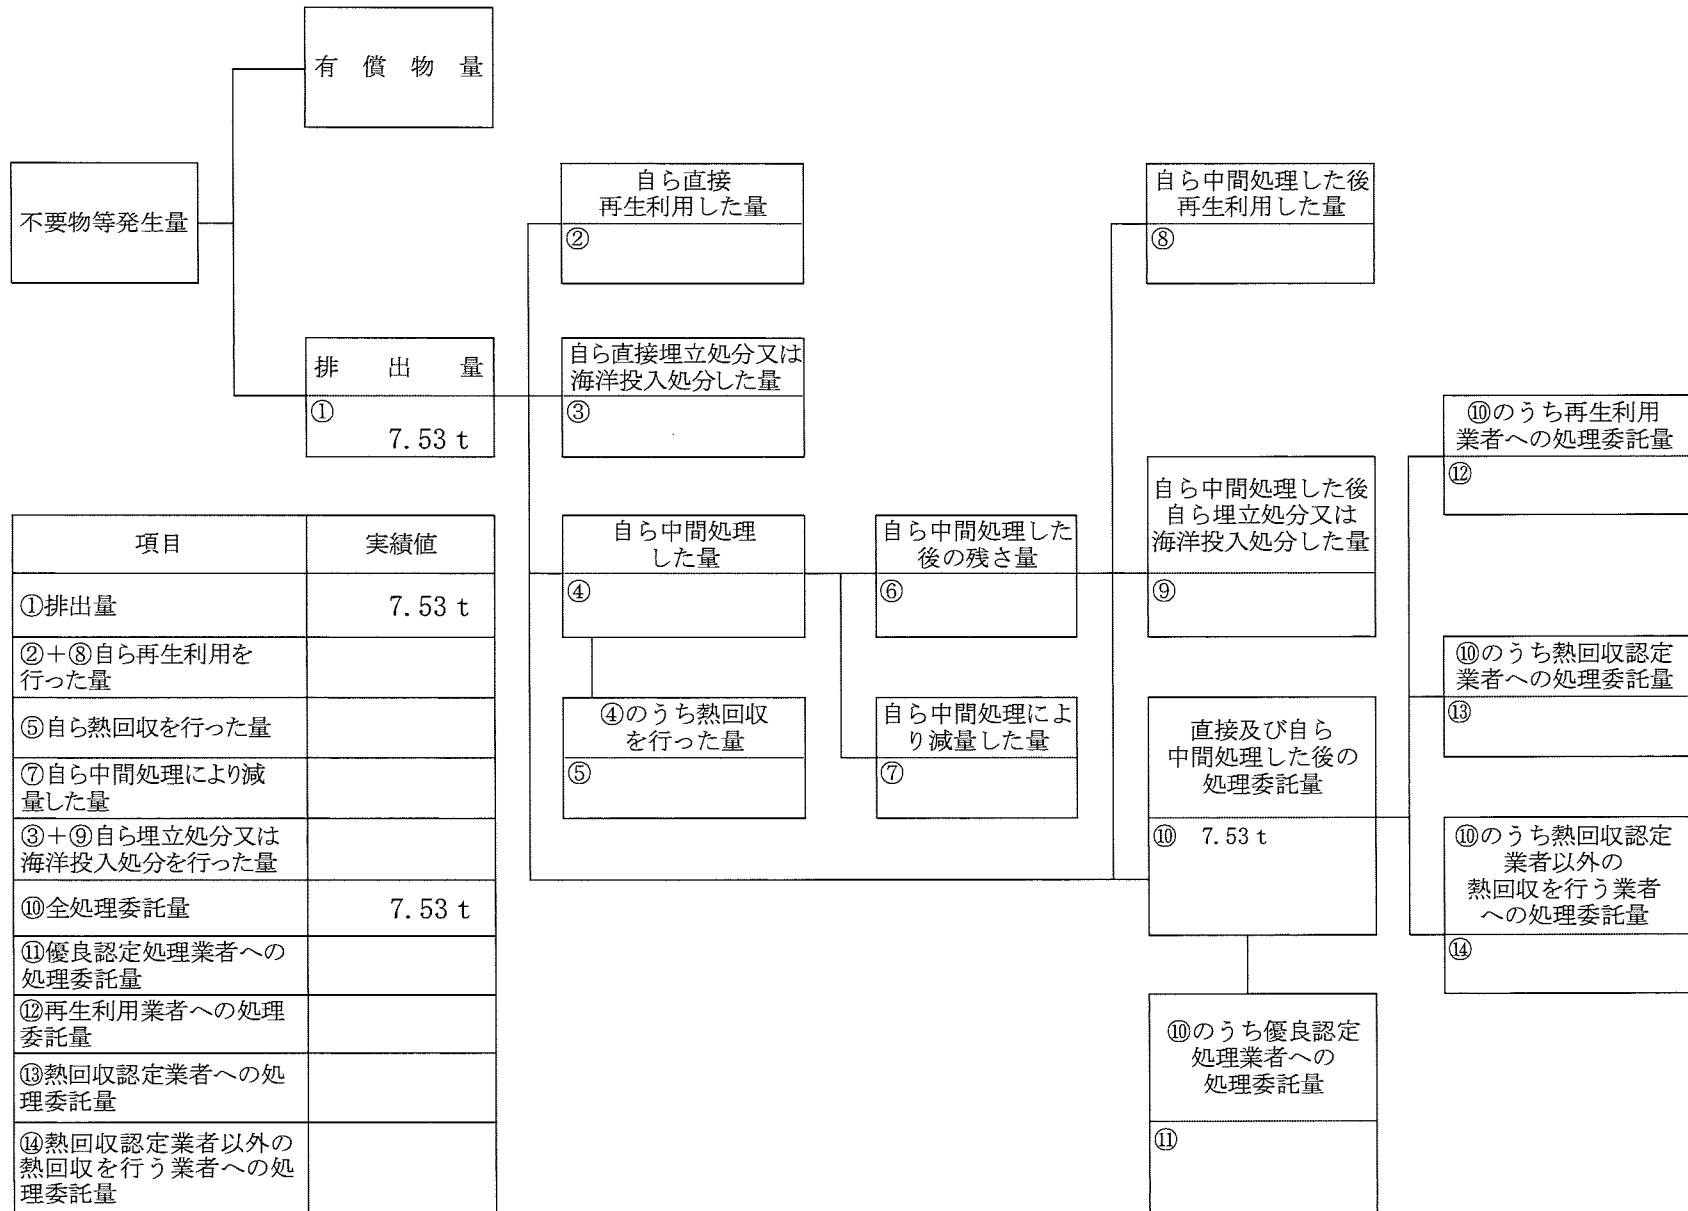 有償物量
不要物等発生量
自ら直接
再生利用した量
②
自ら中間処理した後
再生利用した量
⑧
排出量
①
7.53 t
自ら直接埋立処分又は
海洋投入処分した量
③
⑩のうち再生利用
業者への処理委託量
⑫
自ら中間処理
した量
④
自ら中間処理した
後の残さ量
⑥
自ら中間処理した後
自ら埋立処分又は
海洋投入処分した量
⑨
⑩のうち熱回収認定
業者への処理委託量
⑬
④のうち熱回収
を行った量
⑤
自ら中間処理によ
り減量した量
⑦
直接及び自ら
中間処理した後の
処理委託量
⑩ 7.53 t
⑩のうち熱回収認定
業者以外の
熱回収を行う業者
への処理委託量
⑭
⑩のうち優良認定
処理業者への
処理委託量
⑪
項目 実績値
①排出量 7.53 t
②+⑧自ら再生利用を
行った量
⑤自ら熱回収を行った量
⑦自ら中間処理により減
量した量
③+⑨自ら埋立処分又は
海洋投入処分を行った量
⑩全処理委託量 7.53 t
⑪優良認定処理業者への
処理委託量
⑫再生利用業者への処理
委託量
⑬熱回収認定業者への処
理委託量
⑭熱回収認定業者以外の
熱回収を行う業者への処
理委託量